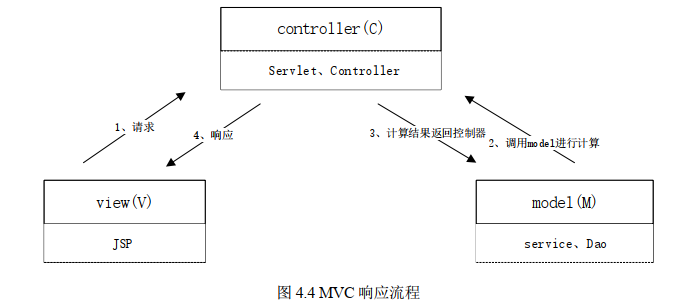 controller(C)
Servlet、Controller
1、请求
4、响应
3、计算结果返回控制器
2、调用model进行计算
view(V)
JSP
model(M)
service、Dao
图 4.4 MVC 响应流程